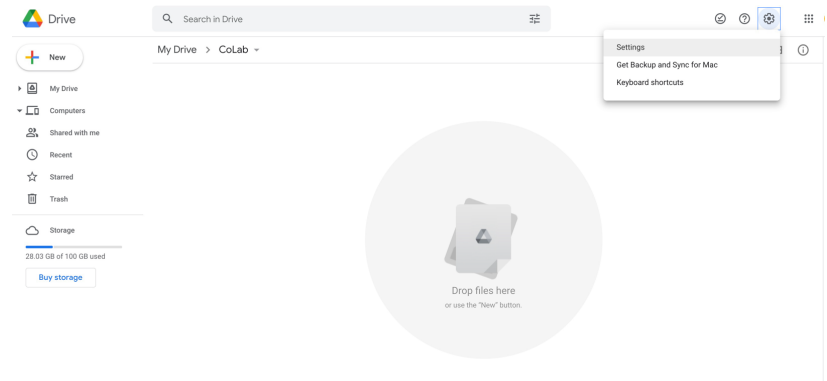 Drive
Search in Drive
New
My Drive > CoLab
Settings
Get Backup and Sync for Mac
Keyboard shortcuts
My Drive
Computers
Shared with me
Recent
Starred
Trash
Storage
28.03 GB of 100 GB used
Buy storage
Drop files here
or use the "New" button.